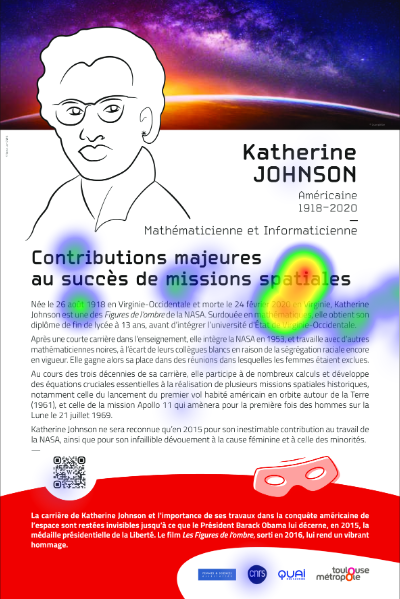 Katherine
JOHNSON
Américaine
1918-2020
Mathématicienne et Informaticienne
Contributions majeures
au succès de missions spatiales
Née le 26 août 1918 en Virginie-Occidentale et morte le 24 février 2020 en Virginie, Katherine
Johnson est une des Figures de l'ombre de la NASA. Surdouée en mathématiques, elle obtient son
diplôme de fin de lycée à 13 ans, avant d'intégrer l'université d'État de Virginie-Occidentale.
Après une courte carrière dans l'enseignement, elle intègre la NASA en 1953, et travaille avec d'autres
mathématiciennes noires, à l'écart de leurs collègues blancs en raison de la ségrégation raciale encore
en vigueur. Elle gagne alors sa place dans des réunions dans lesquelles les femmes étaient exclues.
Au cours des trois décennies de sa carrière, elle participe à de nombreux calculs et développe
des équations cruciales essentielles à la réalisation de plusieurs missions spatiales historiques,
notamment celle du lancement du premier vol habité américain en orbite autour de la Terre
(1961), et celle de la mission Apollo 11 qui amènera pour la première fois des hommes sur la
Lune le 21 juillet 1969.
Katherine Johnson ne sera reconnue qu'en 2015 pour son inestimable contribution au travail de
la NASA, ainsi que pour son infaillible dévouement à la cause féminine et à celle des minorités.
La carrière de Katherine Johnson et l'importance de ses travaux dans la conquête américaine de
l'espace sont restées invisibles jusqu'à ce que le Président Barack Obama lui décerne, en 2015, la
médaille présidentielle de la Liberté. Le film Les Figures de l'ombre, sorti en 2016, lui rend un vibrant
hommage.
cnrs
QUAI
toulouse
métropole